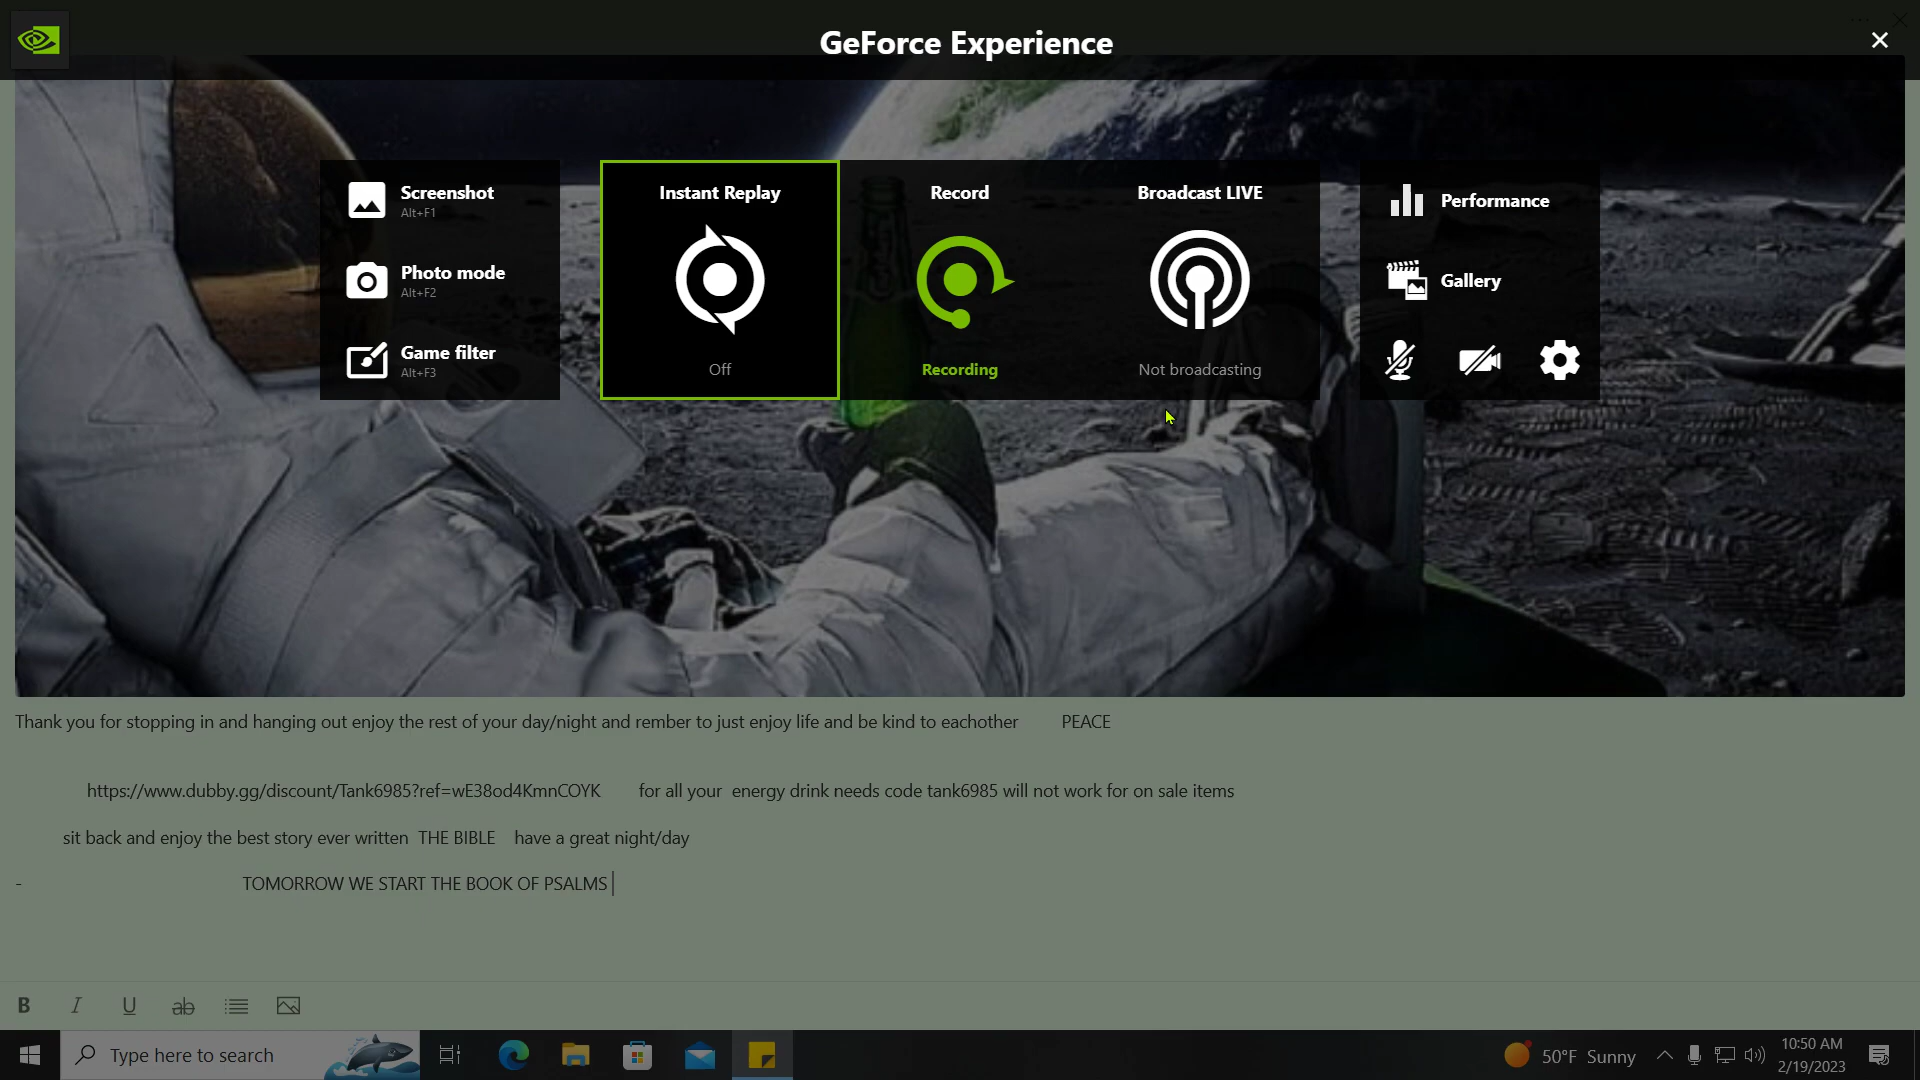 GeForce Experience
Screenshot
Alt+F1
Photo mode
Alt+F2
Game filter
Alt+F3
Instant Replay
Off
Record
Recording
Broadcast LIVE
Not broadcasting
Performance
Gallery
Thank you for stopping in and hanging out enjoy the rest of your day/night and rember to just enjoy life and be kind to eachother PEACE
https://www.dubby.gg/discount/Tank6985?ref=wE38od4KmnCOYK for all your energy drink needs code tank6985 will not work for on sale items
sit back and enjoy the best story ever written THE BIBLE have a great night/day
- TOMORROW WE START THE BOOK OF PSALMS
B I U ab
Type here to search
50°F Sunny
10:50 AM
2/19/2023